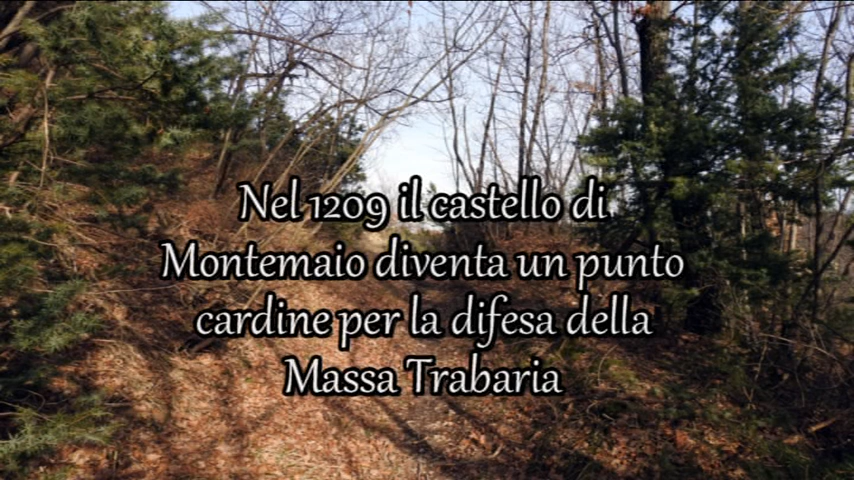 Nel 1209 il castello di
Montemaio diventa un punto
cardine per la difesa della
Massa Trabaria